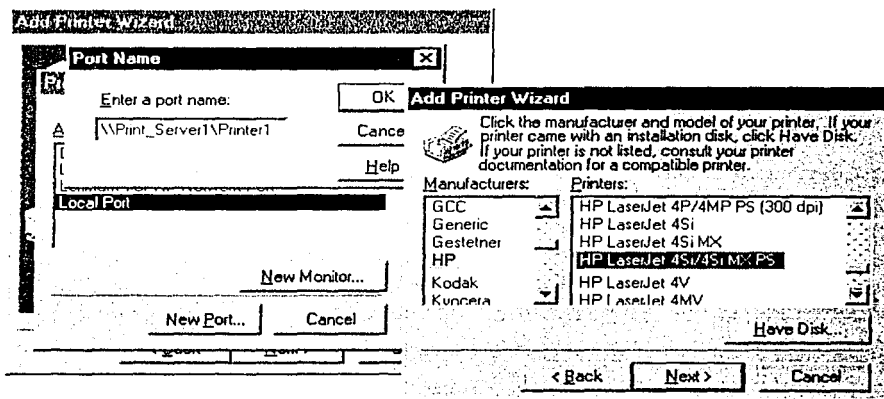 Add Printer Wizard
Port Name
Enter a port name:
OK
\\Print_Server1\Printer1
Cance
Help
Local Port
New Monitor...
New Port...
Cancel
Add Printer Wizard
Click the manufacturer and model of your printer. If your
printer came with an installation disk, click Have Disk.
If your printer is not listed, consult your printer
documentation for a compatible printer.
Manufacturers:
Printers:
GCC
Generic
Gestetner
HP
Kodak
Kyocera
HP LaserJet 4P/4MP PS (300 dpi)
HP LaserJet 4Si
HP LaserJet 4Si MX
HP LaserJet 4Si/4Si MX PS
HP LaserJet 4V
HP LaserJet 4MV
Have Disk...
< Back
Next >
Cancel